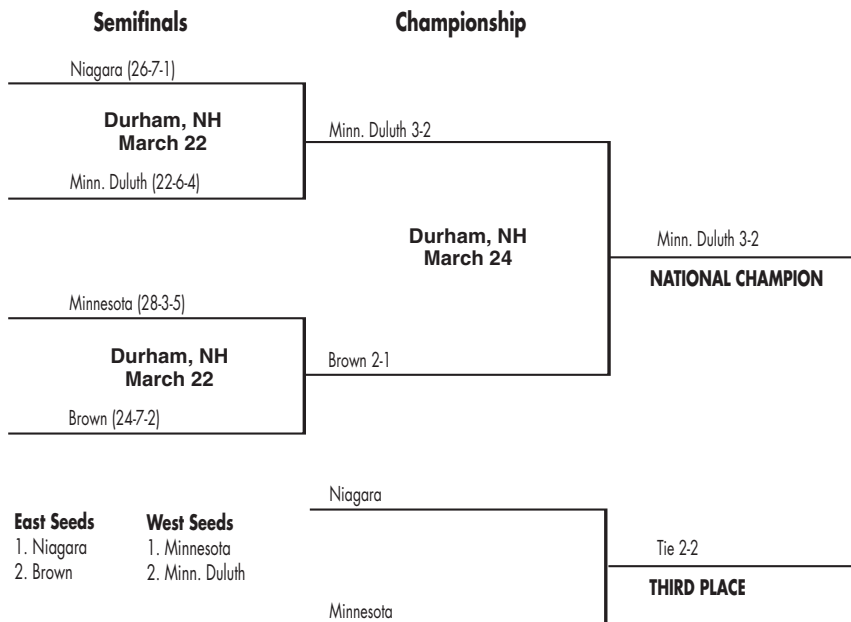 Semifinals
Championship
Niagara (26-7-1)
Durham, NH
March 22
Minn. Duluth 3-2
Minn. Duluth (22-6-4)
Durham, NH
March 24
Minn. Duluth 3-2
NATIONAL CHAMPION
Minnesota (28-3-5)
Durham, NH
March 22
Brown 2-1
Brown (24-7-2)
Niagara
East Seeds
1. Niagara
2. Brown
West Seeds
1. Minnesota
2. Minn. Duluth
Tie 2-2
THIRD PLACE
Minnesota